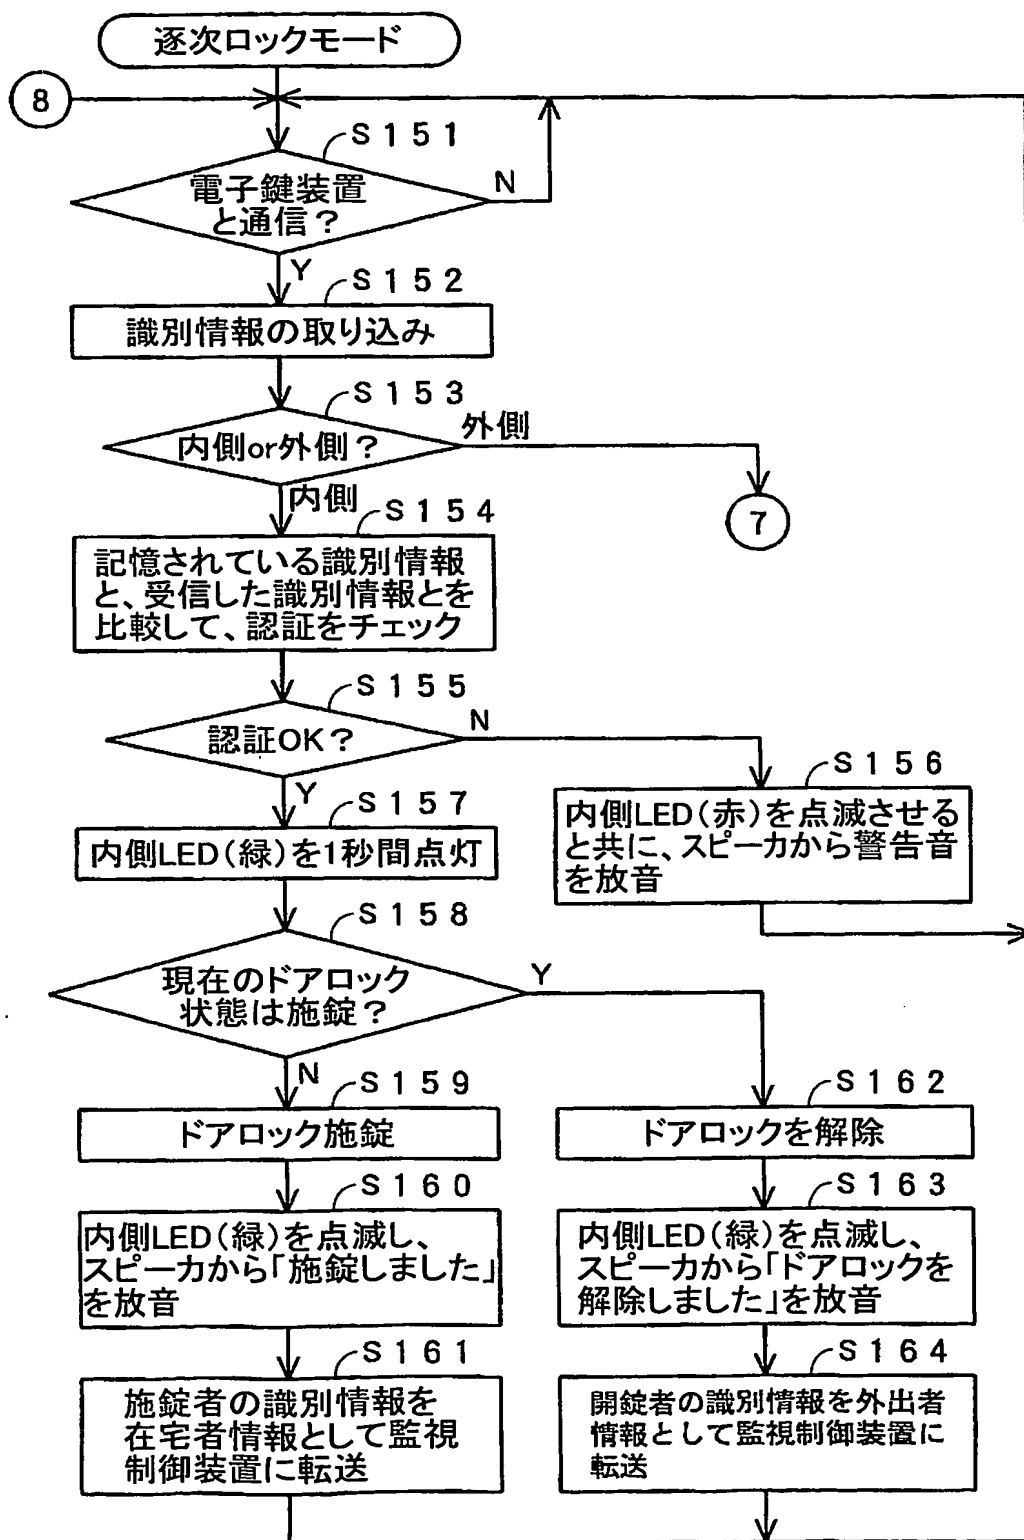 逐次ロックモード
8
S151
電子鍵装置
と通信？
N
Y
S152
識別情報の取り込み
S153
内側or外側？
外側
内側
7
S154
記憶されている識別情報
と、受信した識別情報とを
比較して、認証をチェック
S155
認証OK？
N
Y
S156
内側LED（赤）を点滅させる
と共に、スピーカから警告音
を放音
S157
内側LED（緑）を1秒間点灯
S158
現在のドアロック
状態は施錠？
Y
N
S159
ドアロック施錠
S160
内側LED（緑）を点滅し、
スピーカから「施錠しました」
を放音
S161
施錠者の識別情報を
在宅者情報として監視
制御装置に転送
S162
ドアロックを解除
S163
内側LED（緑）を点滅し、
スピーカから「ドアロックを
解除しました」を放音
S164
開錠者の識別情報を外出者
情報として監視制御装置に
転送